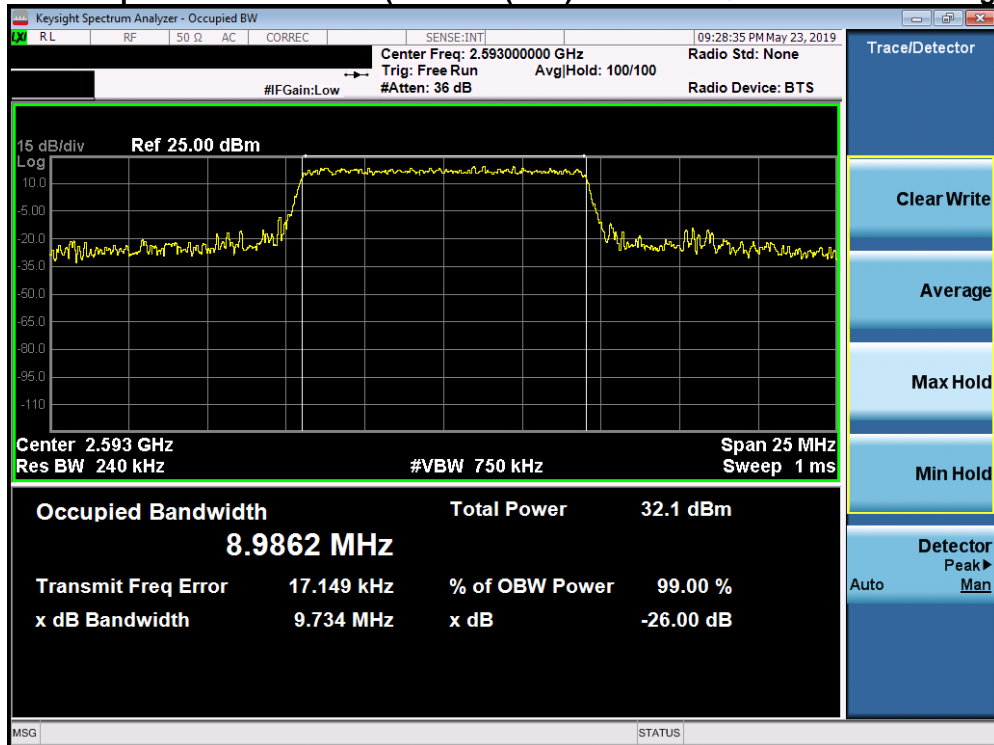 Keysight Spectrum Analyzer - Occupied BW
LXI RL RF 50 Ω AC CORREC SENSE:INT 09:28:35 PM May 23, 2019
Center Freq: 2.593000000 GHz Radio Std: None
Trig: Free Run Avg|Hold: 100/100
#IFGain:Low #Atten: 36 dB Radio Device: BTS
Trace/Detector
15 dB/div Ref 25.00 dBm
Log
10.0
-5.00
-20.0
-35.0
-50.0
-65.0
-80.0
-95.0
-110
Center 2.593 GHz Span 25 MHz
Res BW 240 kHz #VBW 750 kHz Sweep 1 ms
Clear Write
Average
Max Hold
Min Hold
Detector
Peak▶
Auto Man
Occupied Bandwidth Total Power 32.1 dBm
8.9862 MHz
Transmit Freq Error 17.149 kHz % of OBW Power 99.00 %
x dB Bandwidth 9.734 MHz x dB -26.00 dB
MSG STATUS